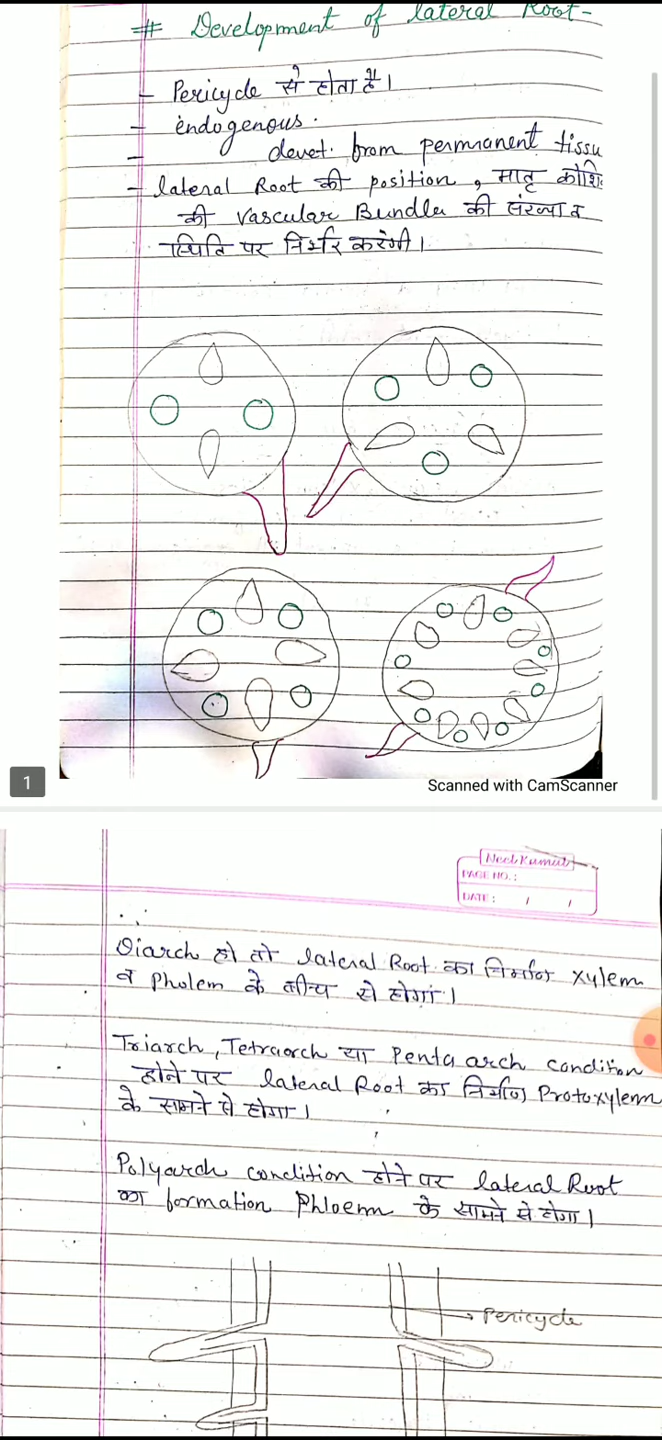 # Development of lateral Root-
- Pericycle से होता है।
- endogenous.
- devet. from permanent tissu
- lateral Root की position, मातृ कोशि
की vascular Bundle की संख्या व
स्थिति पर निर्भर करेगी।
1
Scanned with CamScanner
Neeb Kumar
PAGE NO.:
DATE: / /
Diarch हो तो lateral Root का निर्माण xylem
व Pholem के बीच से होगा।
Triarch, Tetraarch या Penta arch condition
होने पर lateral Root का निर्माण Protoxylem
के सामने से होगा।
Polyarch condition होने पर lateral Root
का formation Phloem के सामने से होगा।
Pericycle